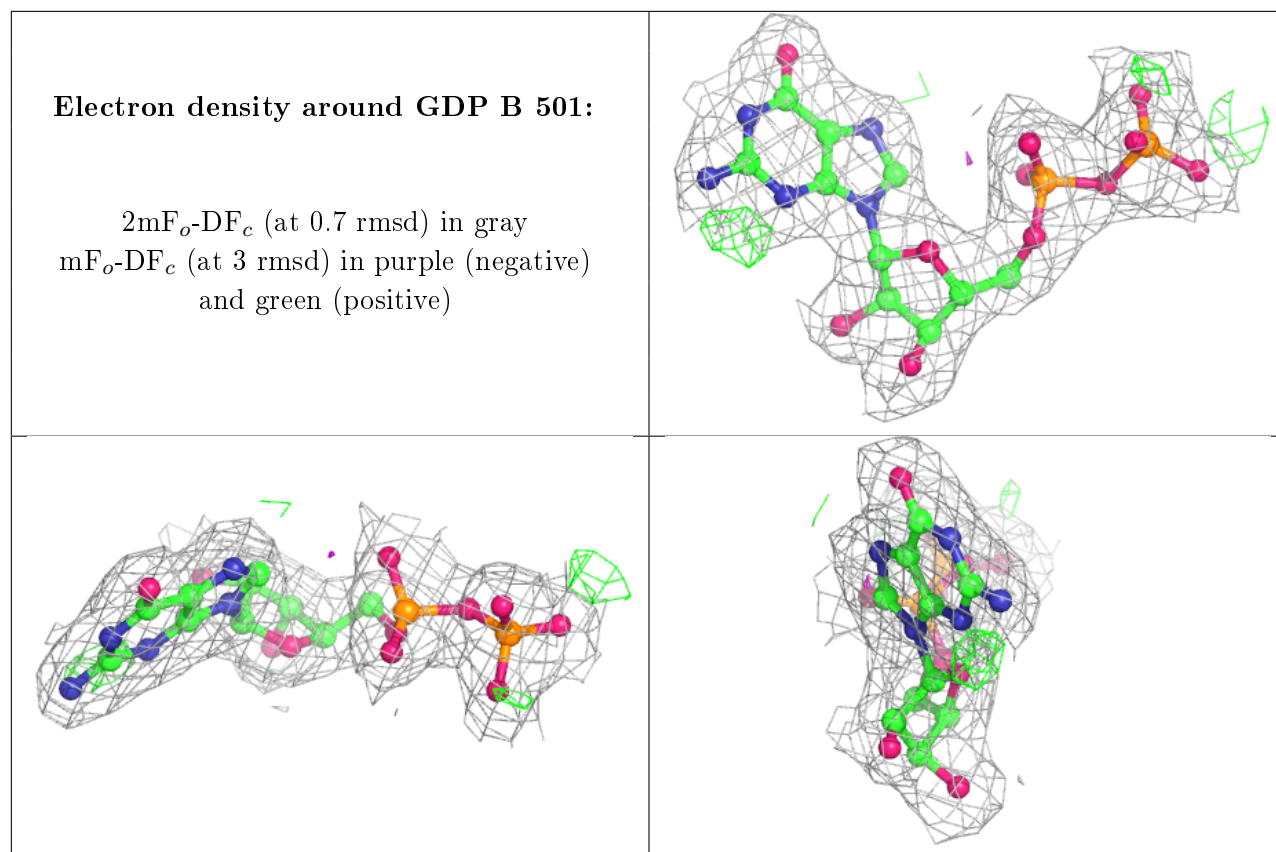 Electron density around GDP B 501:
2mFo-DFc (at 0.7 rmsd) in gray
mFo-DFc (at 3 rmsd) in purple (negative)
and green (positive)